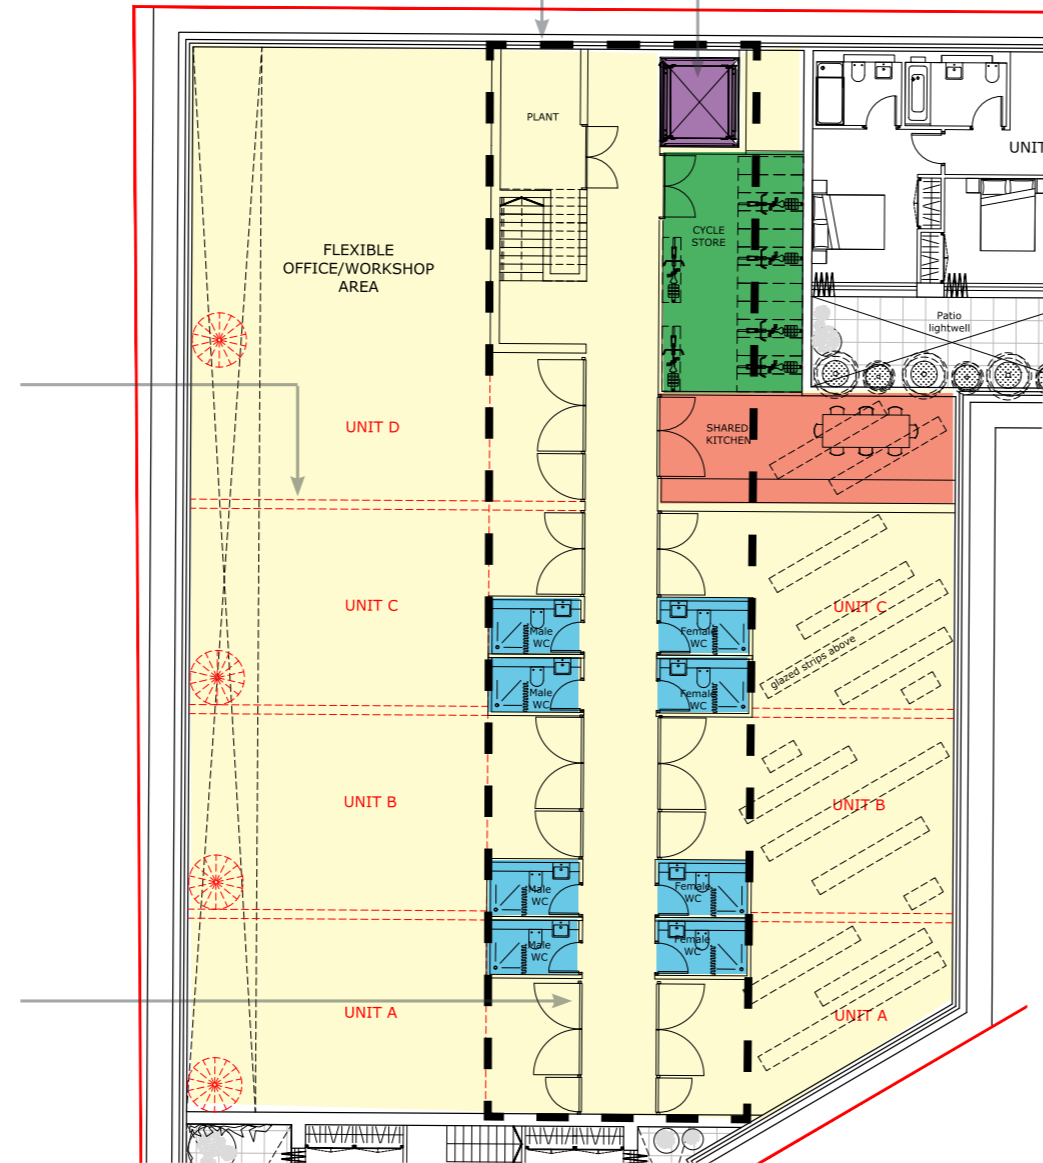 PLANT
UNIT
CYCLE
STORE
FLEXIBLE
OFFICE/WORKSHOP
AREA
Patio
lightwell
UNIT D
SHARED
KITCHEN
UNIT C
UNIT C
Male
WC
Female
WC
glazed strips above
Male
WC
Female
WC
UNIT B
UNIT B
Male
WC
Female
WC
Male
WC
Female
WC
UNIT A
UNIT A